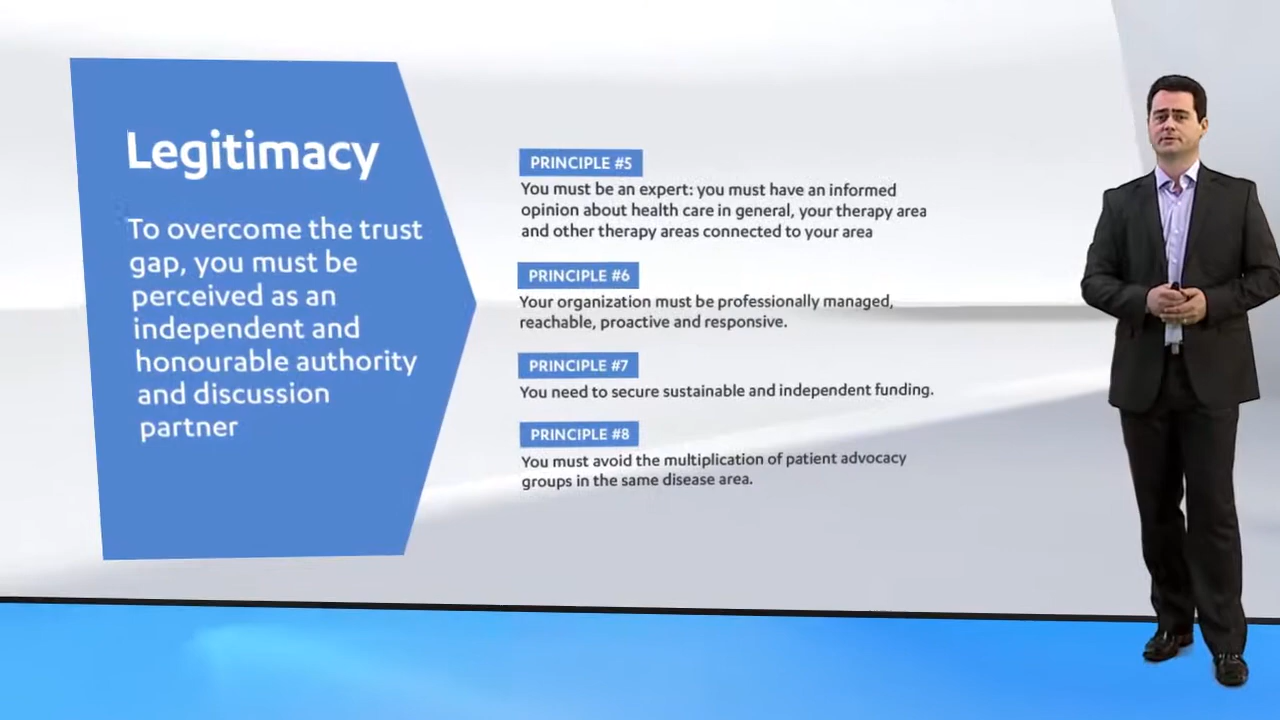 Legitimacy
To overcome the trust
gap, you must be
perceived as an
independent and
honourable authority
and discussion
partner
PRINCIPLE #5
You must be an expert: you must have an informed
opinion about health care in general, your therapy area
and other therapy areas connected to your area
PRINCIPLE #6
Your organization must be professionally managed,
reachable, proactive and responsive.
PRINCIPLE #7
You need to secure sustainable and independent funding.
PRINCIPLE #8
You must avoid the multiplication of patient advocacy
groups in the same disease area.